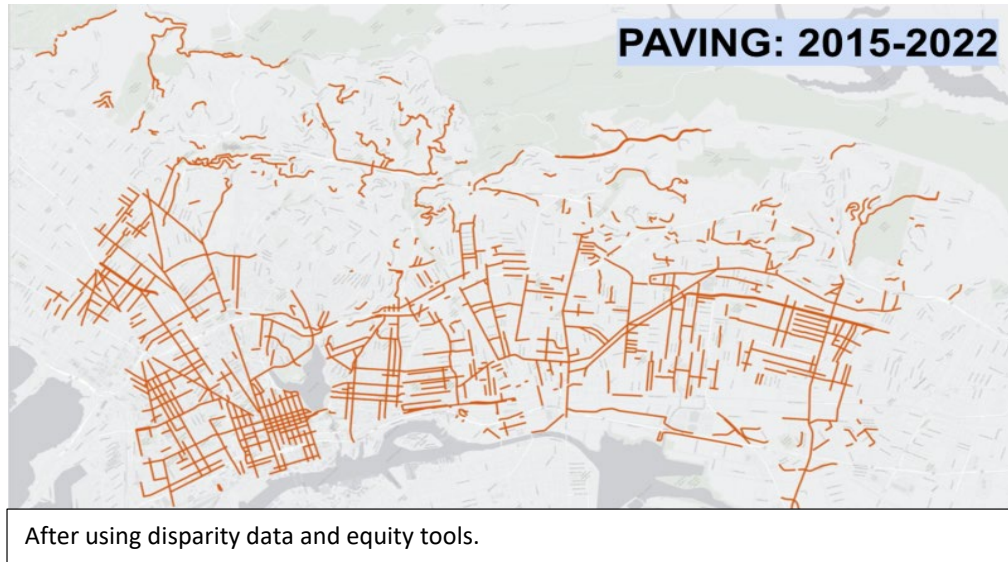 PAVING: 2015-2022
After using disparity data and equity tools.